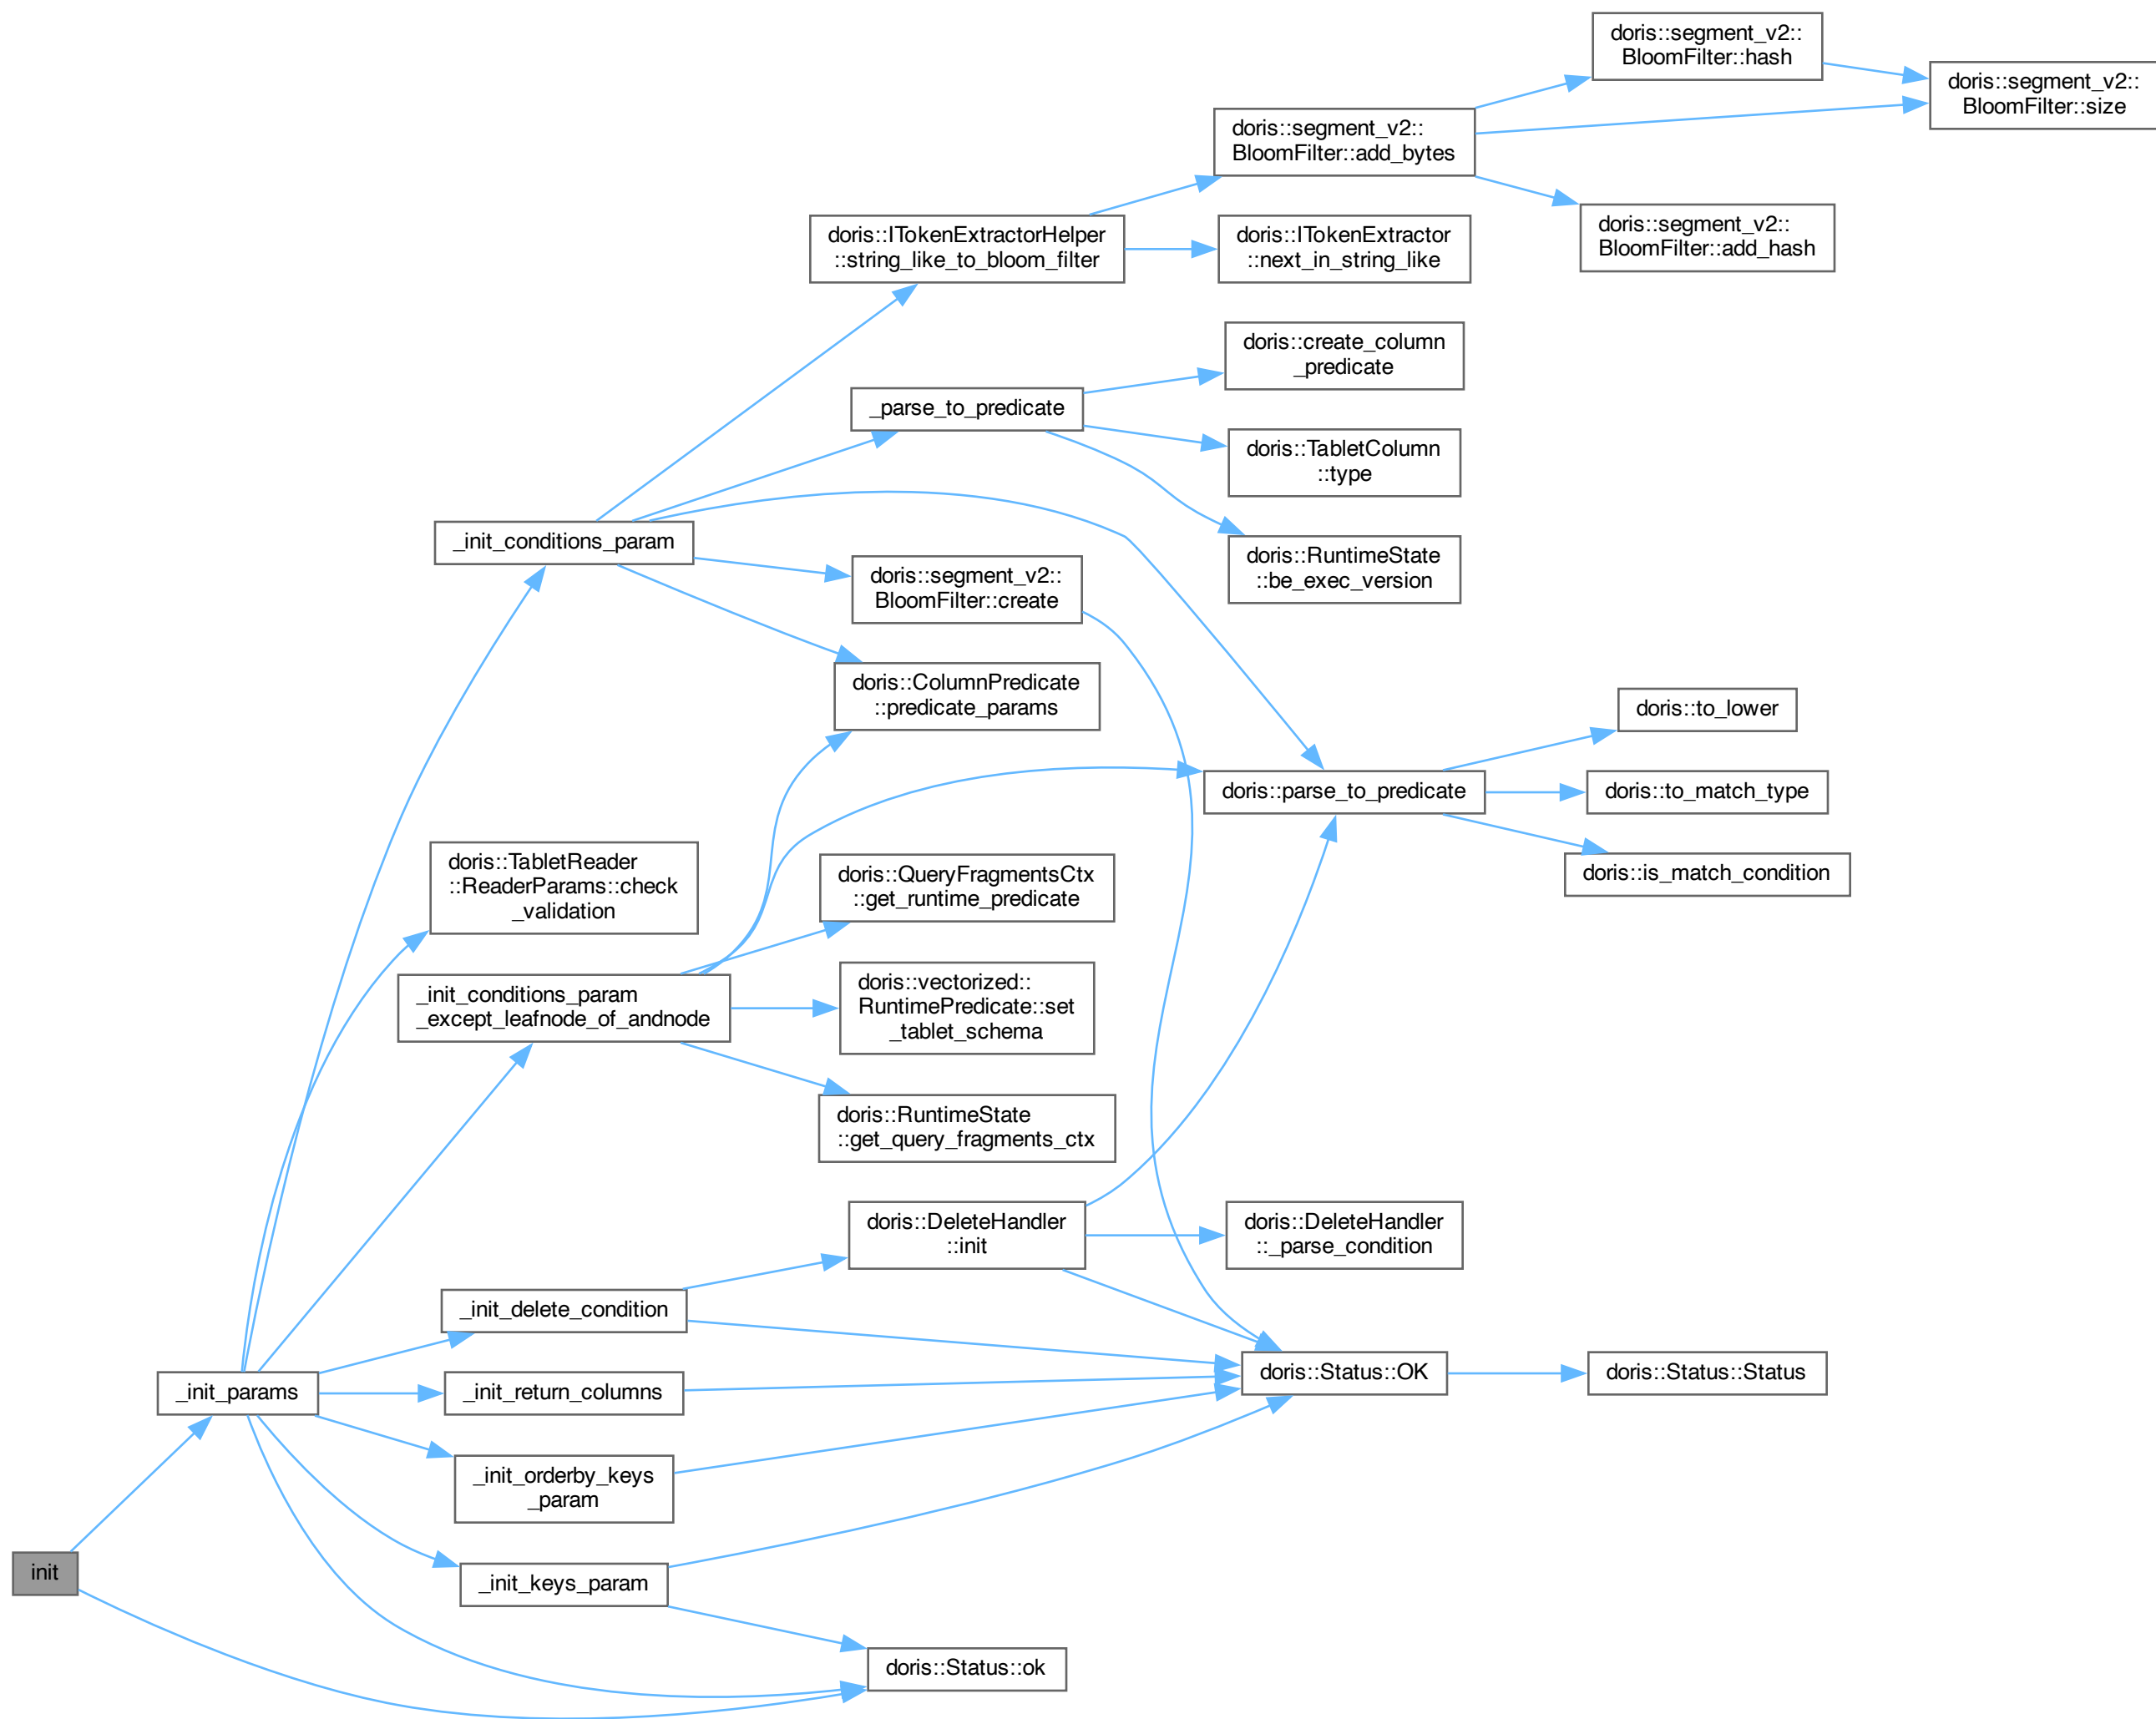 doris::segment_v2::
BloomFilter::hash
doris::segment_v2::
BloomFilter::size
doris::segment_v2::
BloomFilter::add_bytes
doris::ITokenExtractorHelper
::string_like_to_bloom_filter
doris::ITokenExtractor
::next_in_string_like
doris::segment_v2::
BloomFilter::add_hash
doris::create_column
_predicate
_parse_to_predicate
doris::TabletColumn
::type
_init_conditions_param
doris::RuntimeState
::be_exec_version
doris::segment_v2::
BloomFilter::create
doris::ColumnPredicate
::predicate_params
doris::to_lower
doris::parse_to_predicate
doris::to_match_type
doris::is_match_condition
doris::TabletReader
::ReaderParams::check
_validation
doris::QueryFragmentsCtx
::get_runtime_predicate
_init_conditions_param
_except_leafnode_of_andnode
doris::vectorized::
RuntimePredicate::set
_tablet_schema
doris::RuntimeState
::get_query_fragments_ctx
doris::DeleteHandler
::init
doris::DeleteHandler
::_parse_condition
_init_delete_condition
_init_params
_init_return_columns
doris::Status::OK
doris::Status::Status
_init_orderby_keys
_param
init
_init_keys_param
doris::Status::ok